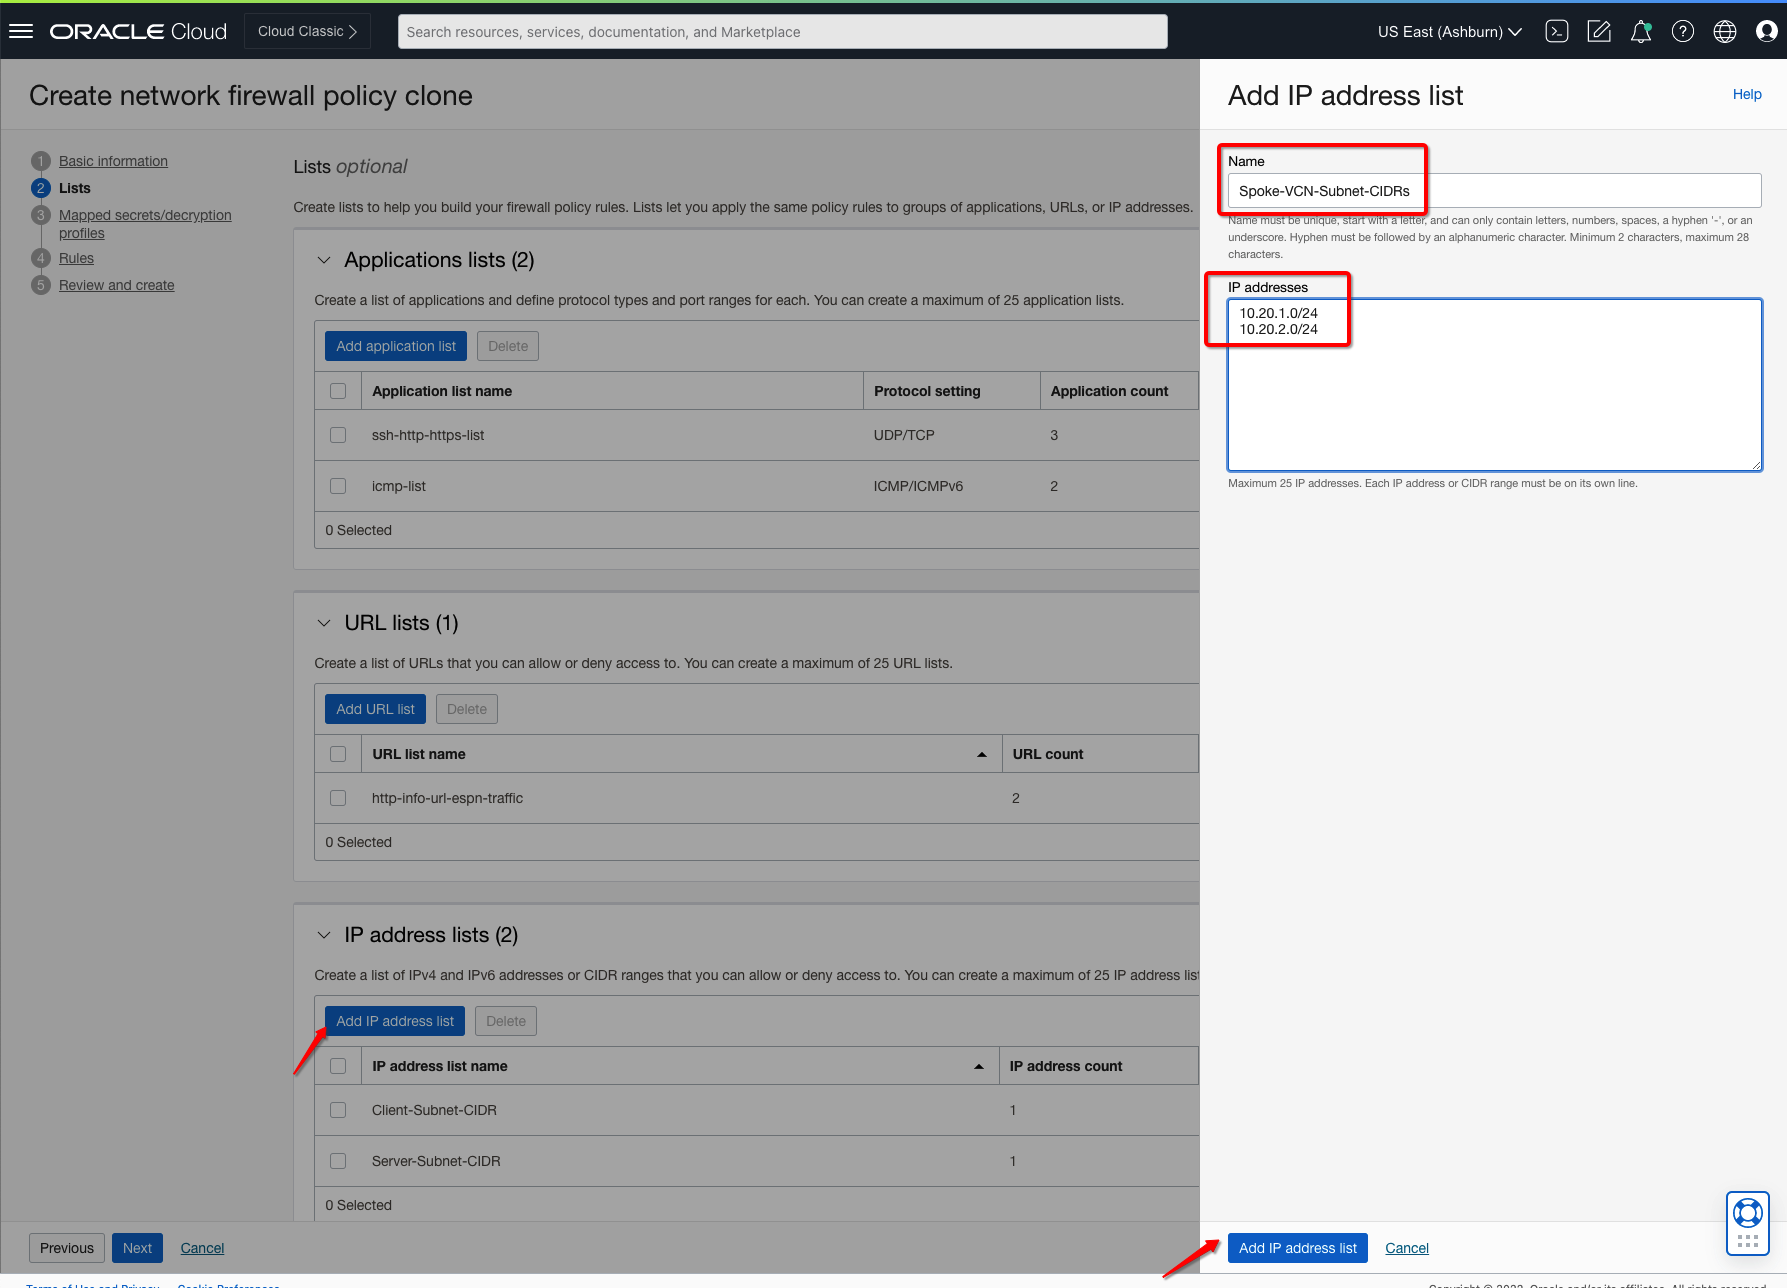 ORACLE Cloud
Cloud Classic
Search resources, services, documentation, and Marketplace
US East (Ashburn)
Create network firewall policy clone
1 Basic information
2 Lists
3 Mapped secrets/decryption
profiles
4 Rules
5 Review and create
Lists optional
Create lists to help you build your firewall policy rules. Lists let you apply the same policy rules to groups of applications, URLs, or IP addresses.
Applications lists (2)
Create a list of applications and define protocol types and port ranges for each. You can create a maximum of 25 application lists.
Add application list Delete
Application list name Protocol setting Application count
ssh-http-https-list UDP/TCP 3
icmp-list ICMP/ICMPv6 2
0 Selected
URL lists (1)
Create a list of URLs that you can allow or deny access to. You can create a maximum of 25 URL lists.
Add URL list Delete
URL list name URL count
http-info-url-espn-traffic 2
0 Selected
IP address lists (2)
Create a list of IPv4 and IPv6 addresses or CIDR ranges that you can allow or deny access to. You can create a maximum of 25 IP address
Add IP address list Delete
IP address list name IP address count
Client-Subnet-CIDR 1
Server-Subnet-CIDR 1
0 Selected
Previous Next Cancel
Add IP address list
Help
Name
Spoke-VCN-Subnet-CIDRs
Name must be unique, start with a letter, and can only contain letters, numbers, spaces, a hyphen '-', or an
underscore. Hyphen must be followed by an alphanumeric character. Minimum 2 characters, maximum 28
characters.
IP addresses
10.20.1.0/24
10.20.2.0/24
Maximum 25 IP addresses. Each IP address or CIDR range must be on its own line.
Add IP address list Cancel